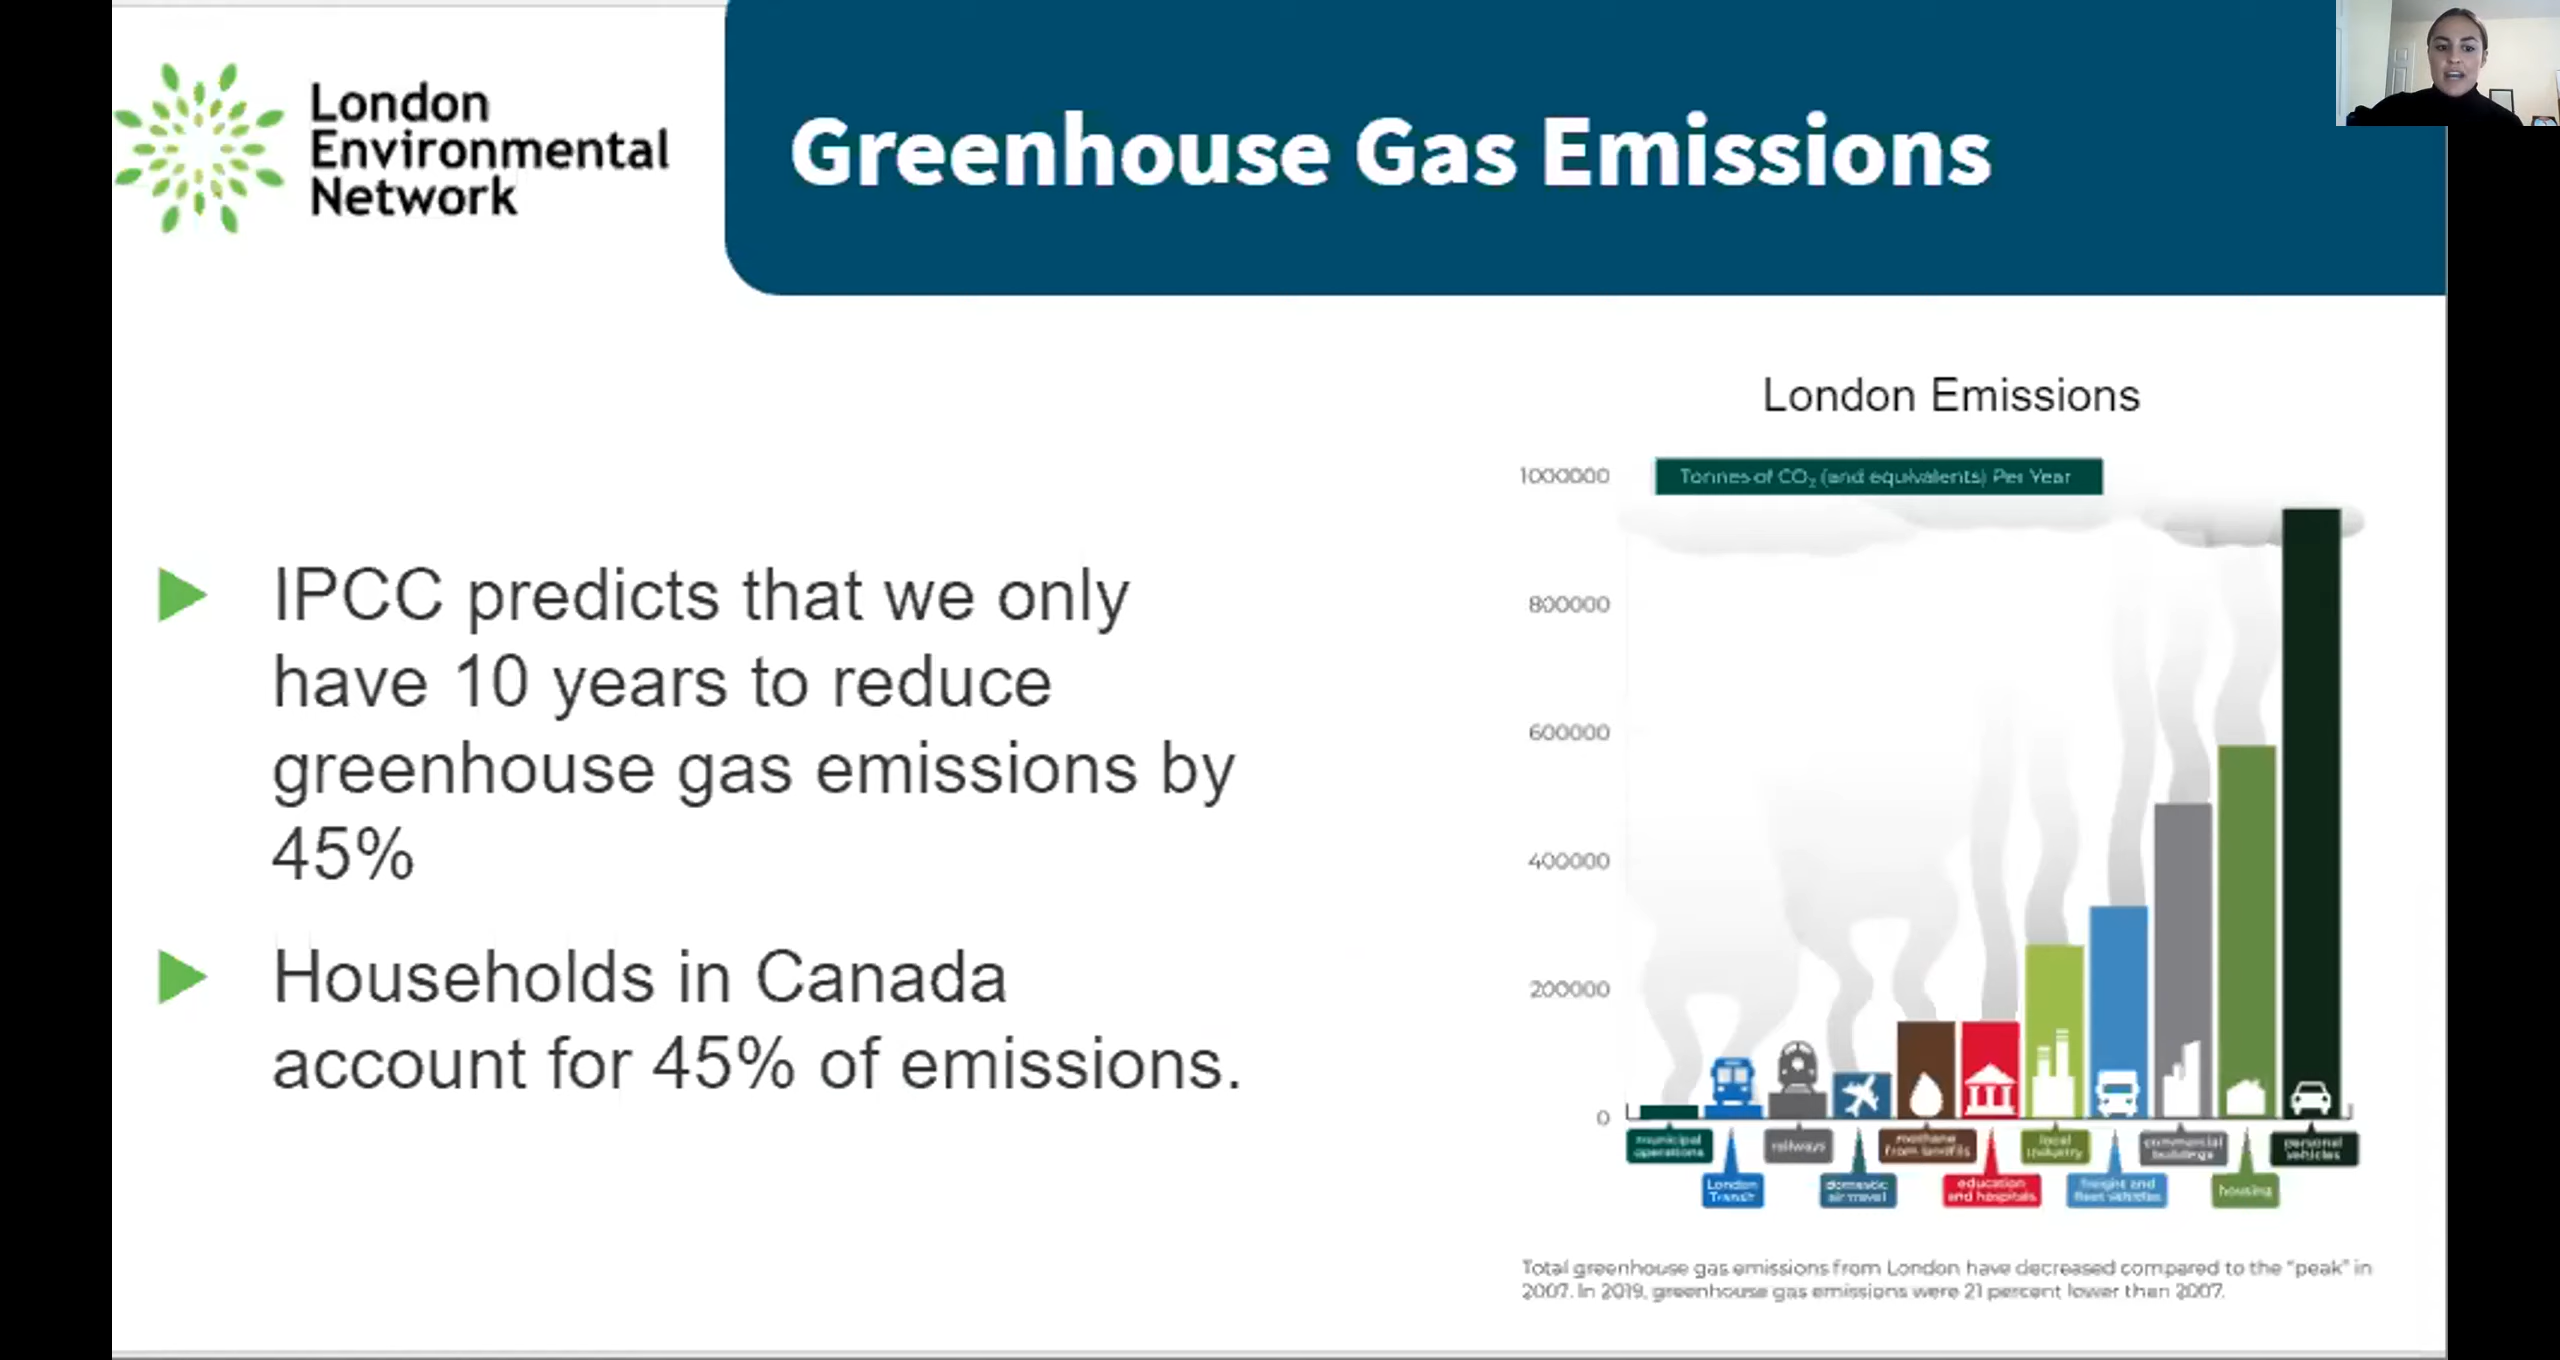 London
Environmental
Network
Greenhouse Gas Emissions
IPCC predicts that we only
have 10 years to reduce
greenhouse gas emissions by
45%
Households in Canada
account for 45% of emissions.
London Emissions
Tonnes of CO₂ (and equivalents) Per Year
1000000
800000
600000
400000
200000
0
municipal
operations
London
Transit
railways
domestic
air travel
methane
from landfills
education
and hospitals
local
industry
freight and
fleet vehicles
commercial
buildings
housing
personal
vehicles
Total greenhouse gas emissions from London have decreased compared to the "peak" in
2007. In 2019, greenhouse gas emissions were 21 percent lower than 2007.